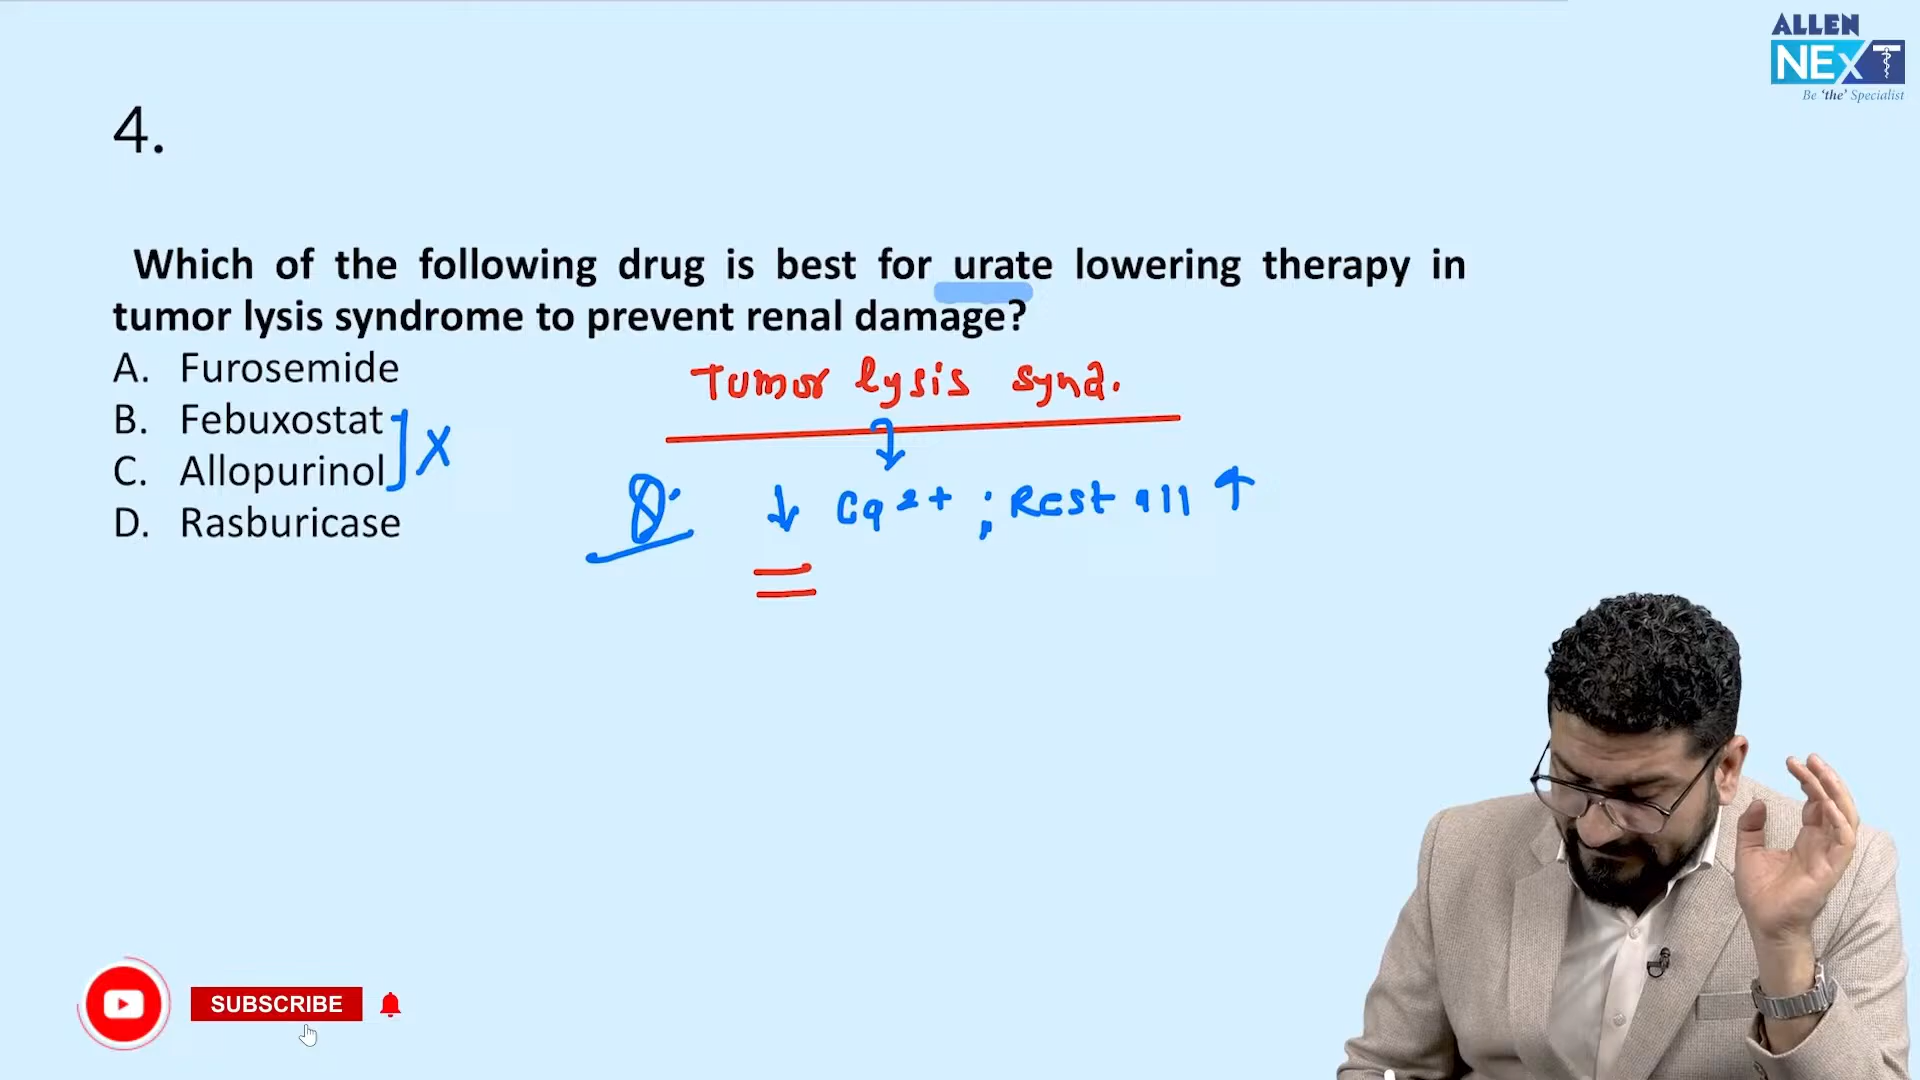 ALLEN
NEXT
Be 'the' Specialist
4.
Which of the following drug is best for urate lowering therapy in
tumor lysis syndrome to prevent renal damage?
A. Furosemide
B. Febuxostat
C. Allopurinol
D. Rasburicase
X
Tumor lysis synd.
↓ Ca2+ ; Rest all ↑
SUBSCRIBE